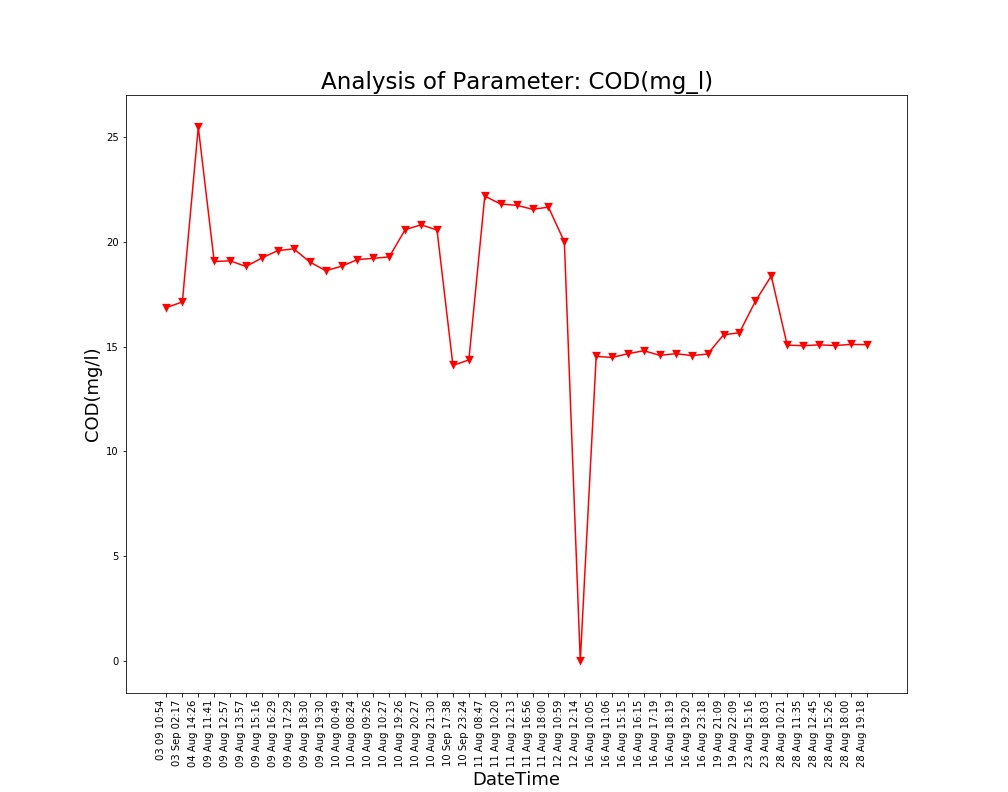 Analysis of Parameter: COD(mg_l)
COD(mg/l)
25
20
15
10
5
0
03 09 10:54
03 Sep 02:17
04 Aug 14:26
09 Aug 11:41
09 Aug 12:57
09 Aug 13:57
09 Aug 15:16
09 Aug 16:29
09 Aug 17:29
09 Aug 18:30
09 Aug 19:30
10 Aug 00:49
10 Aug 08:24
10 Aug 09:26
10 Aug 10:27
10 Aug 19:26
10 Aug 20:27
10 Aug 21:30
10 Sep 17:38
10 Sep 23:24
11 Aug 08:47
11 Aug 10:20
11 Aug 12:13
11 Aug 16:56
11 Aug 18:00
12 Aug 10:59
12 Aug 12:14
16 Aug 10:05
16 Aug 11:06
16 Aug 15:15
16 Aug 16:15
16 Aug 17:19
16 Aug 18:19
16 Aug 19:20
16 Aug 23:18
19 Aug 21:09
19 Aug 22:09
23 Aug 15:16
23 Aug 18:03
28 Aug 10:21
28 Aug 11:35
28 Aug 12:45
28 Aug 15:26
28 Aug 18:00
28 Aug 19:18
DateTime